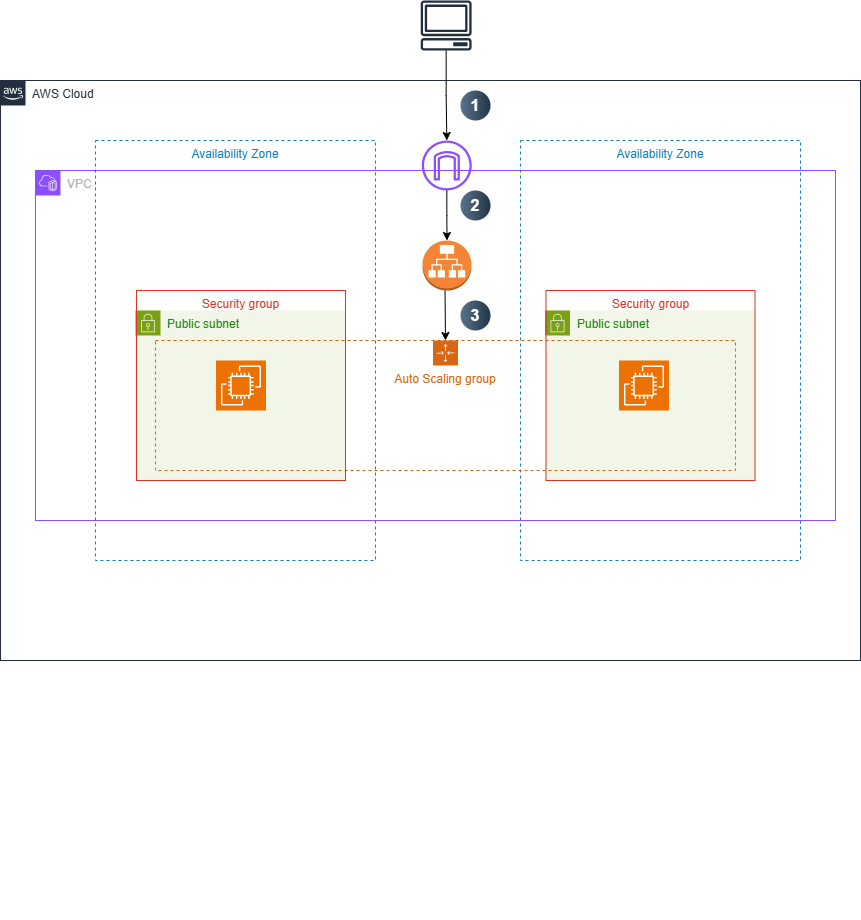 aws
AWS Cloud
1
Availability Zone
Availability Zone
VPC
2
Security group
Security group
3
Public subnet
Public subnet
Auto Scaling group